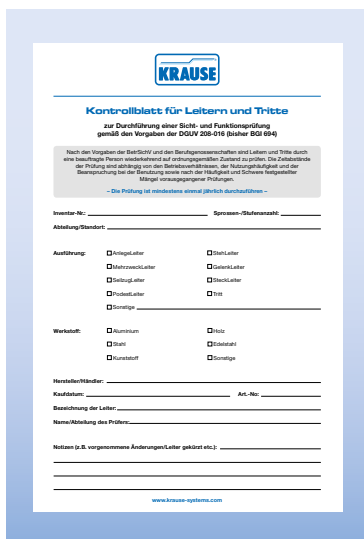 KRAUSE
Kontrollblatt für Leitern und Tritte
zur Durchführung einer Sicht- und Funktionsprüfung
gemäß den Vorgaben der DGUV 208-016 (bisher BGI 694)
Nach den Vorgaben der BetrSichV und den Berufsgenossenschaften sind Leitern und Tritte durch
eine beauftragte Person wiederkehrend auf ordnungsgemäßen Zustand zu prüfen. Die Zeitabstände
der Prüfung sind abhängig von den Betriebsverhältnissen, der Nutzungshäufigkeit und der
Beanspruchung bei der Benutzung sowie nach der Häufigkeit und Schwere festgestellter
Mängel vorausgegangener Prüfungen.
– Die Prüfung ist mindestens einmal jährlich durchzuführen –
Inventar-Nr.: Sprossen-/Stufenanzahl:
Abteilung/Standort:
Ausführung: AnlegeLeiter StehLeiter
MehrzweckLeiter GelenkLeiter
SeilzugLeiter SteckLeiter
PodestLeiter Tritt
Sonstige
Werkstoff: Aluminium Holz
Stahl Edelstahl
Kunststoff Sonstige
Hersteller/Händler:
Kaufdatum: Art.-No:
Bezeichnung der Leiter:
Name/Abteilung des Prüfers:
Notizen (z.B. vorgenommene Änderungen/Leiter gekürzt etc.):
www.krause-systems.com